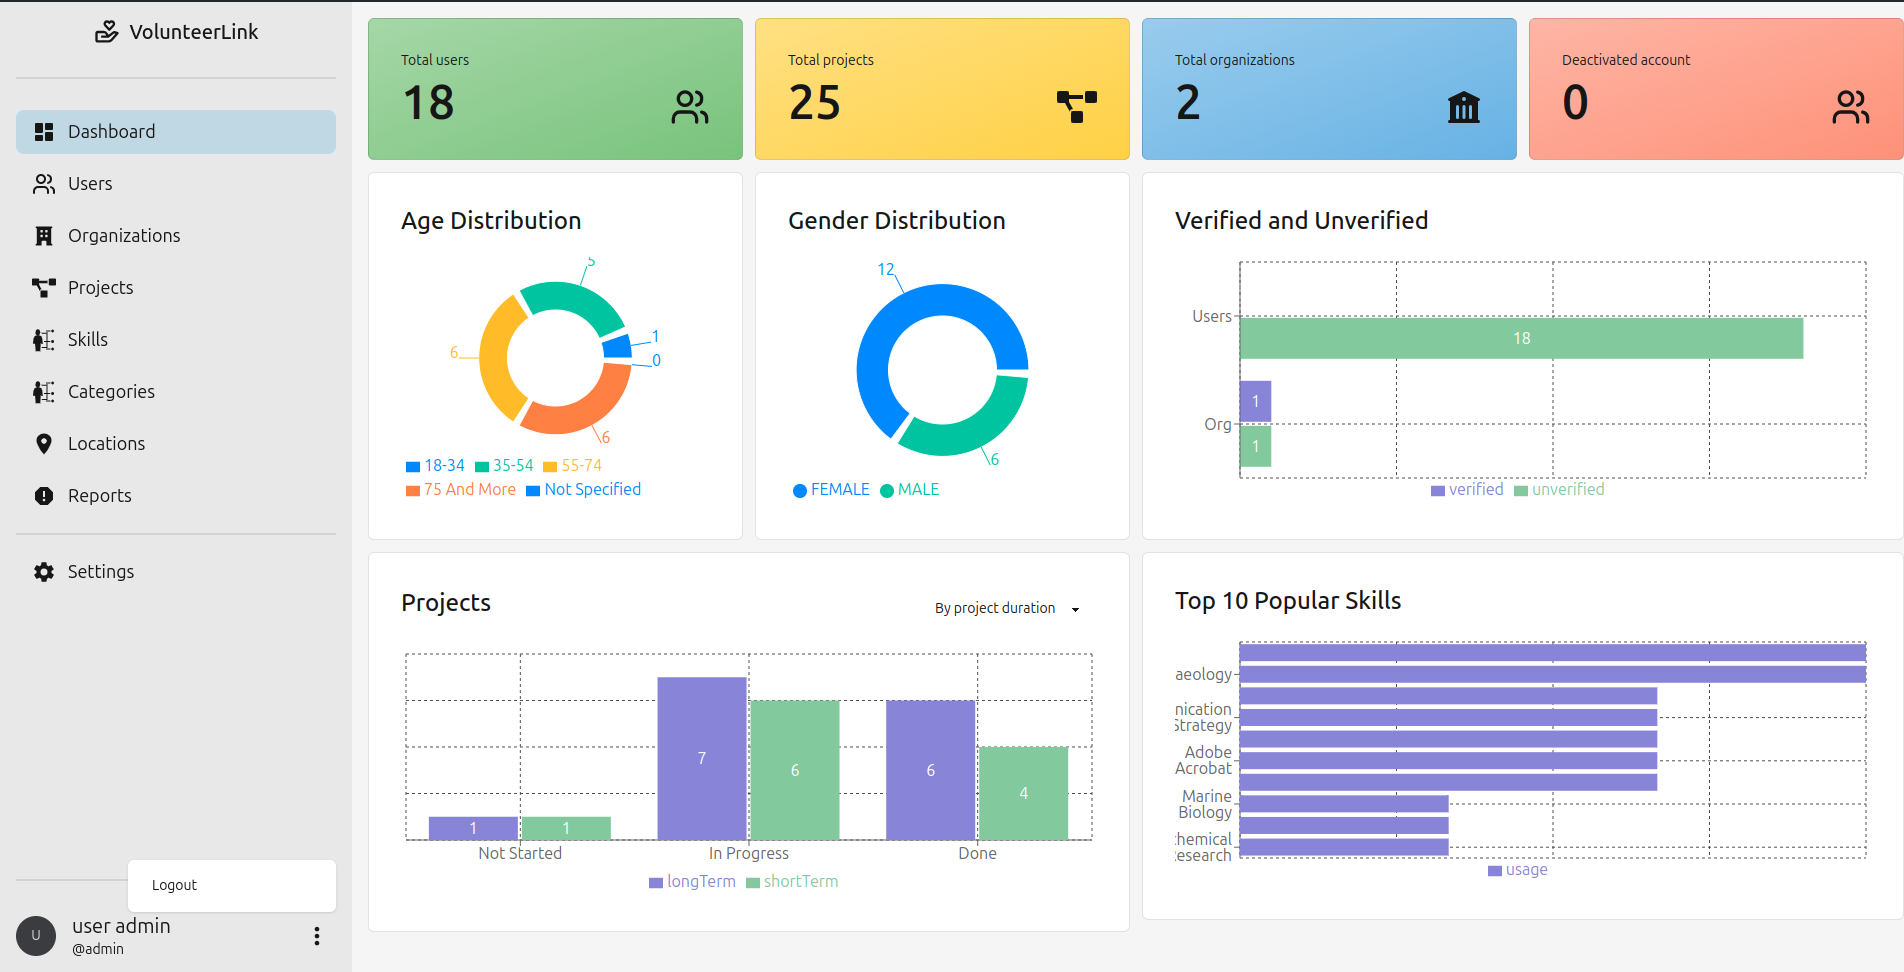 VolunteerLink
Dashboard
Users
Organizations
Projects
Skills
Categories
Locations
Reports
Settings
Logout
U
user admin
@admin
Total users
18
Total projects
25
Total organizations
2
Deactivated account
0
Age Distribution
5
1
0
6
6
18-34 35-54 55-74
75 And More Not Specified
Gender Distribution
12
6
FEMALE MALE
Verified and Unverified
Users
18
1
Org
1
verified unverified
Projects
By project duration
7
6
6
4
1
1
Not Started In Progress Done
longTerm shortTerm
Top 10 Popular Skills
aeology
nication
Strategy
Adobe
Acrobat
Marine
Biology
hemical
esearch
usage